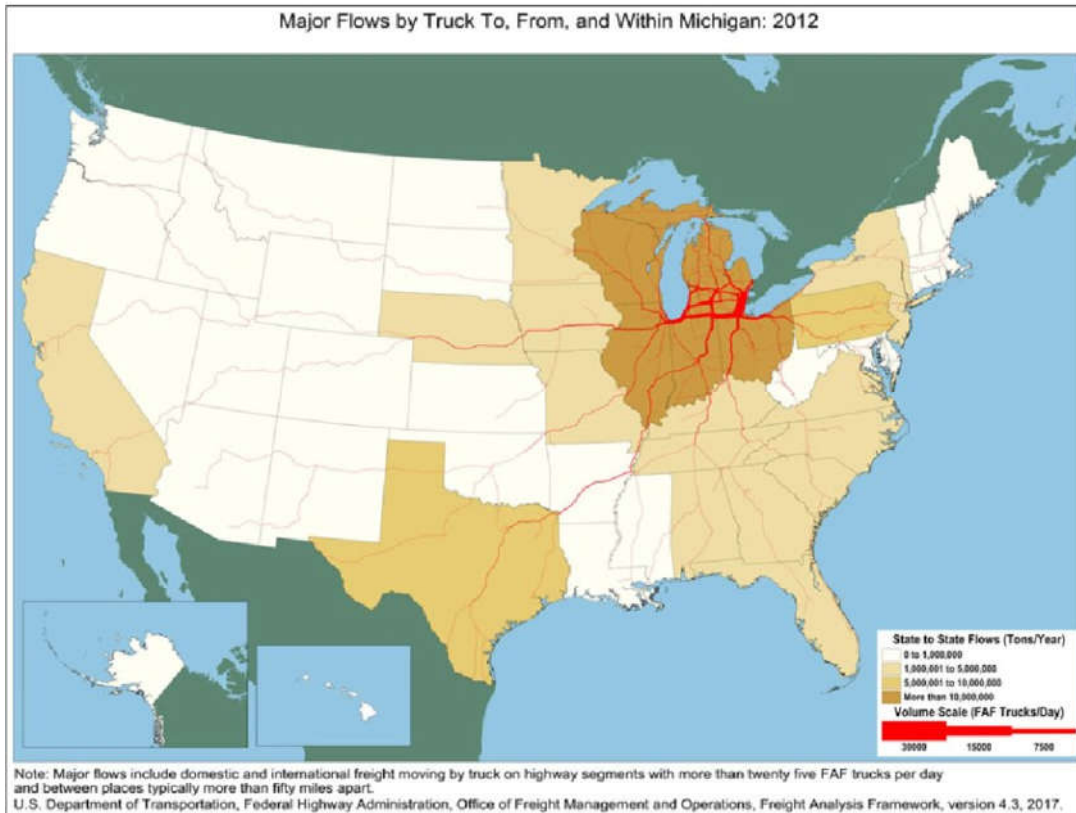 Major Flows by Truck To, From, and Within Michigan: 2012
State to State Flows (Tons/Year)
0 to 1,000,000
1,000,001 to 5,000,000
5,000,001 to 10,000,000
More than 10,000,000
Volume Scale (FAF Trucks/Day)
30000 15000 7500
Note: Major flows include domestic and international freight moving by truck on highway segments with more than twenty five FAF trucks per day
and between places typically more than fifty miles apart.
U.S. Department of Transportation, Federal Highway Administration, Office of Freight Management and Operations, Freight Analysis Framework, version 4.3, 2017.